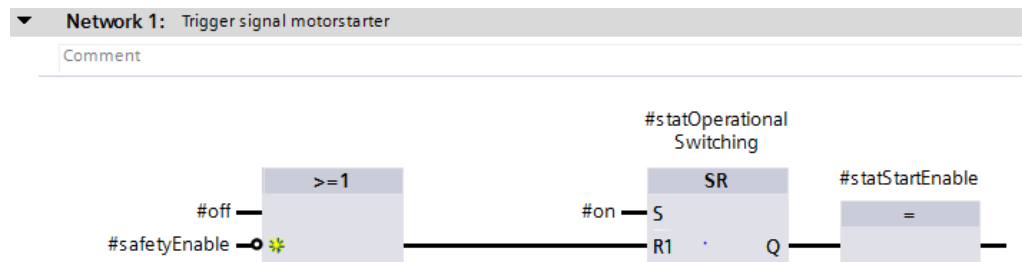 Network 1: Trigger signal motorstarter
Comment
#statOperational
Switching
>=1
SR
#statStartEnable
#off
#on
S
=
#safetyEnable
R1
Q